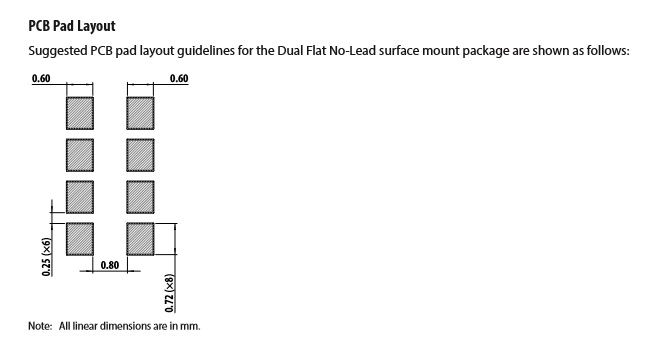 PCB Pad Layout
Suggested PCB pad layout guidelines for the Dual Flat No-Lead surface mount package are shown as follows:
0.60 0.60
0.25 (×6)
0.80
0.72 (×8)
Note: All linear dimensions are in mm.